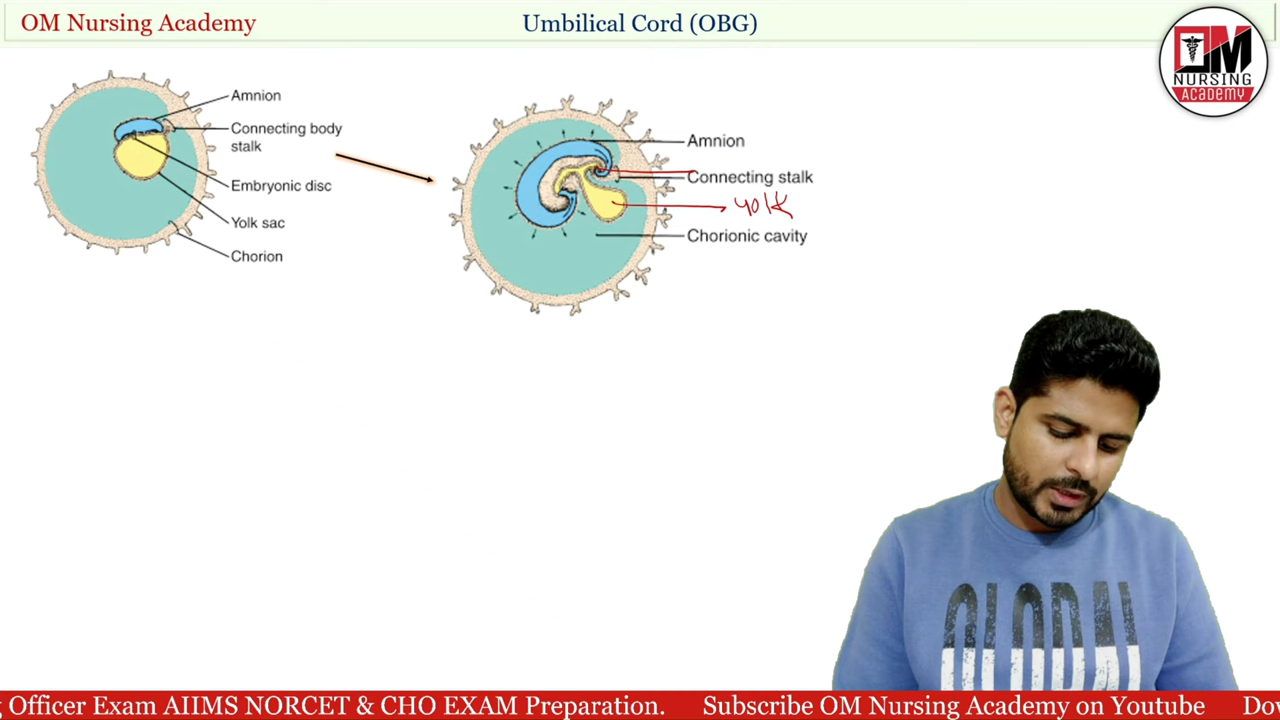 OM Nursing Academy
Umbilical Cord (OBG)
OM
NURSING
ACADEMY
Amnion
Connecting body
stalk
Embryonic disc
Yolk sac
Chorion
Amnion
Connecting stalk
yolk
Chorionic cavity
GLOBAL
Officer Exam AIIMS NORCET & CHO EXAM Preparation. Subscribe OM Nursing Academy on Youtube